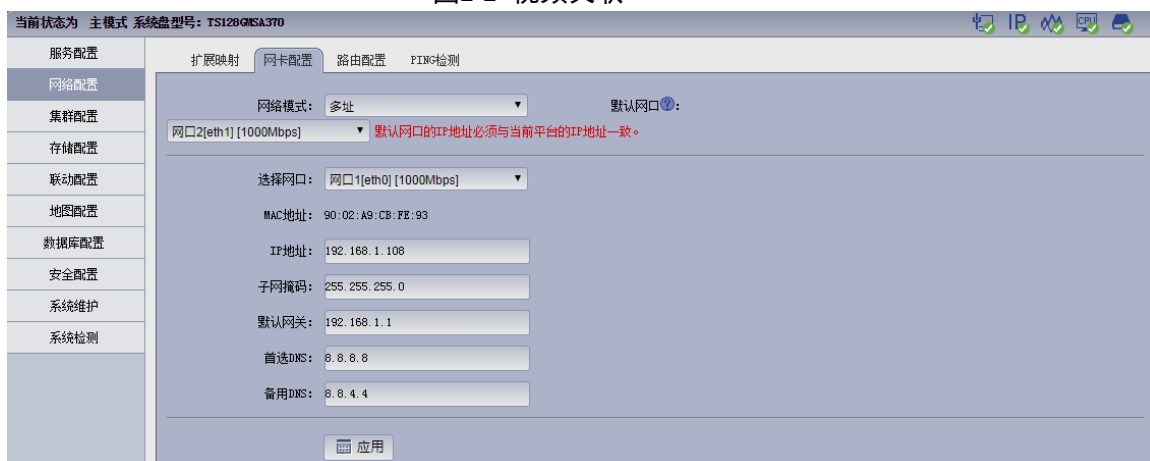 当前状态为 主模式 系统盘型号: TS128GMSA370
IP
CPU
服务配置
网络配置
集群配置
存储配置
联动配置
地图配置
数据库配置
安全配置
系统维护
系统检测
扩展映射 网卡配置 路由配置 PING检测
网络模式: 多址 默认网口?:
网口2[eth1] [1000Mbps] 默认网口的IP地址必须与当前平台的IP地址一致。
选择网口: 网口1[eth0] [1000Mbps]
MAC地址: 90:02:A9:CB:FE:93
IP地址: 192.168.1.108
子网掩码: 255.255.255.0
默认网关: 192.168.1.1
首选DNS: 8.8.8.8
备用DNS: 8.8.4.4
应用